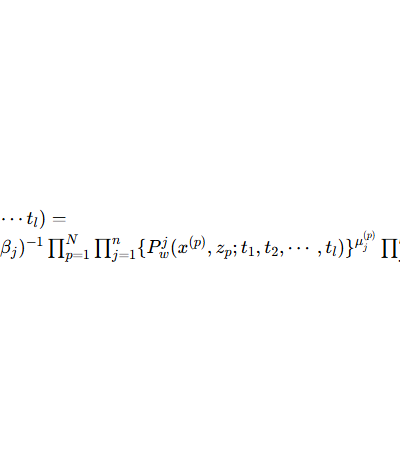 ⋯ t_l) =
β_j)^{-1} ∏_{p=1}^{N} ∏_{j=1}^{n} {P_w^j(x^{(p)}, z_p; t_1, t_2, ⋯ , t_l)}^{μ_j^{(p)}} ∏